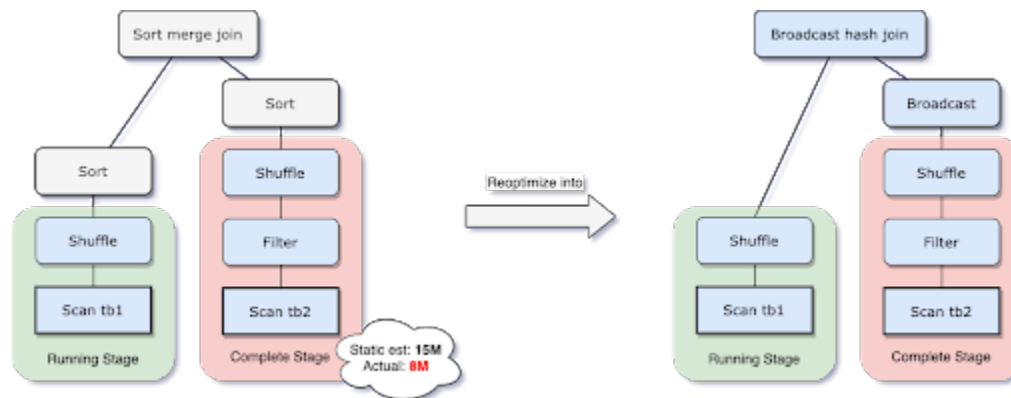 Sort merge join
Sort
Sort
Shuffle
Shuffle
Filter
Scan tb1
Scan tb2
Running Stage
Complete Stage
Static est: 15M
Actual: 8M
Reoptimize into
Broadcast hash join
Broadcast
Shuffle
Shuffle
Filter
Scan tb1
Scan tb2
Running Stage
Complete Stage